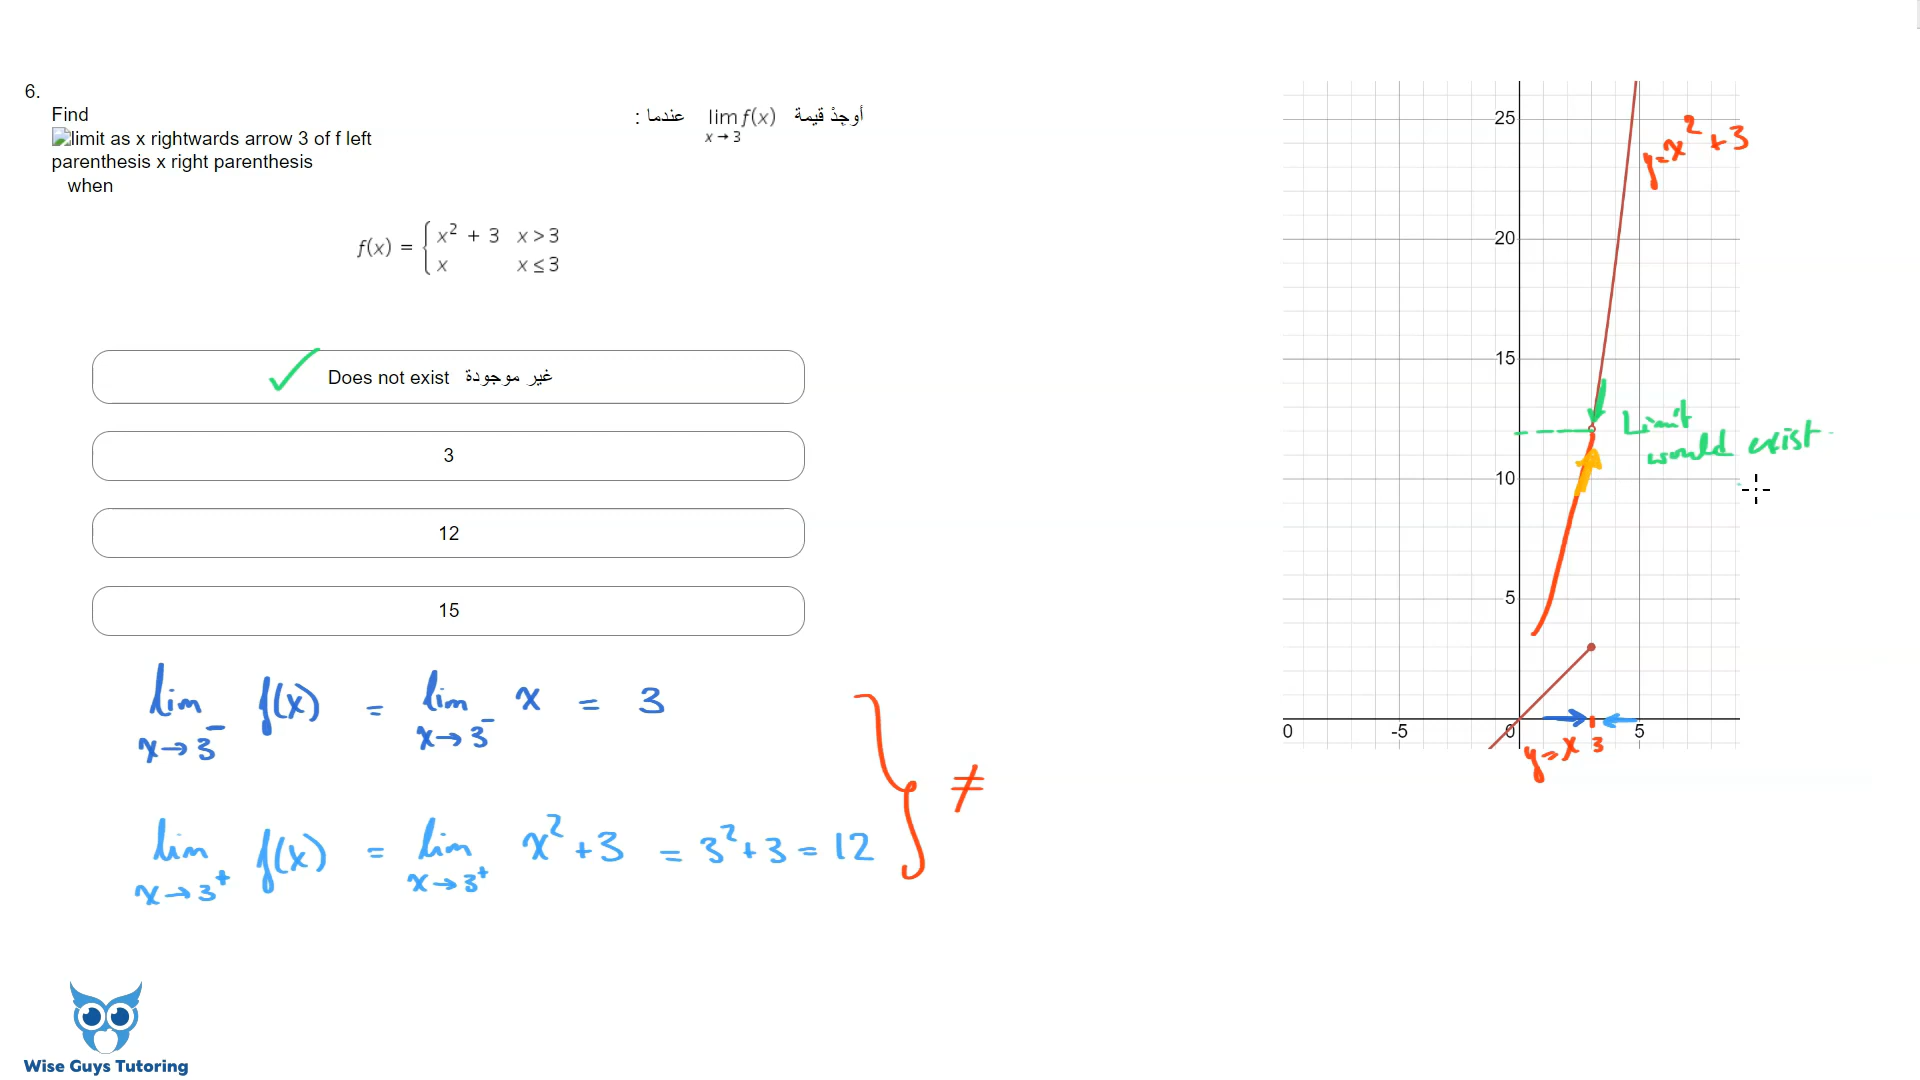 6.
Find
limit as x rightwards arrow 3 of f left
parenthesis x right parenthesis
when
أوجِدْ قيمة lim f(x) عندما :
x → 3
f(x) = { x² + 3 x > 3
x x ≤ 3
Does not exist غير موجودة
3
12
15
lim f(x) = lim x = 3
x→3⁻ x→3⁻
lim f(x) = lim x² + 3 = 3² + 3 = 12
x→3⁺ x→3⁺
≠
25
y = x² + 3
20
15
Limit
would exist
10
5
0 -5 0 5
y = x 3
Wise Guys Tutoring